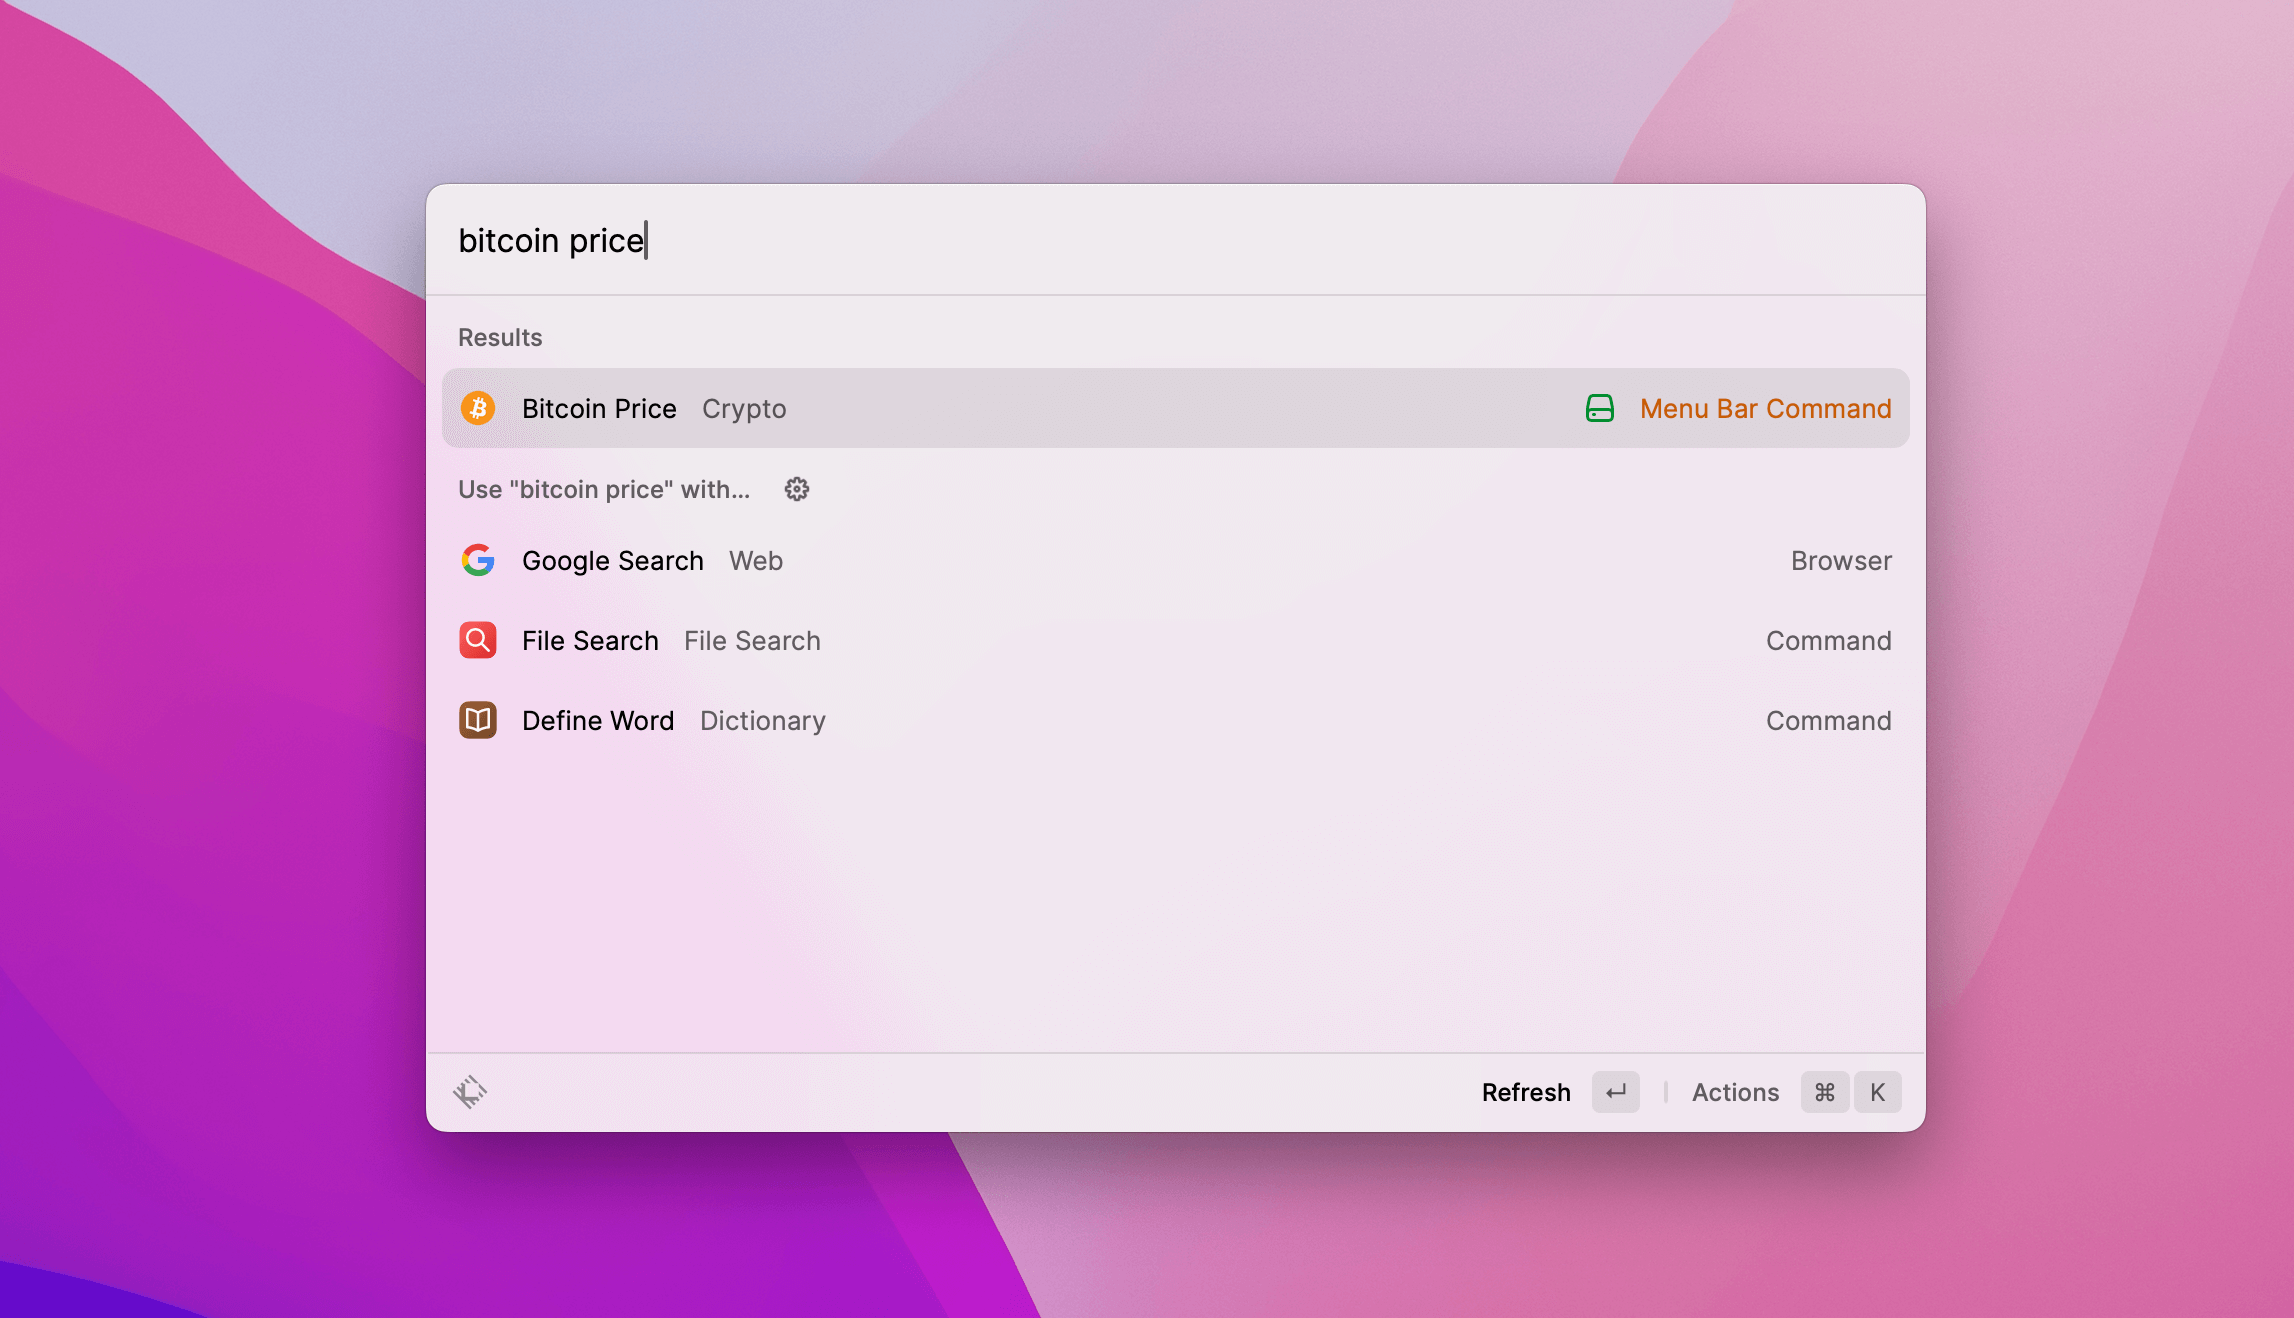 bitcoin price
Results
Bitcoin Price Crypto Menu Bar Command
Use "bitcoin price" with...
Google Search Web Browser
File Search File Search Command
Define Word Dictionary Command
Refresh ↵ Actions ⌘ K